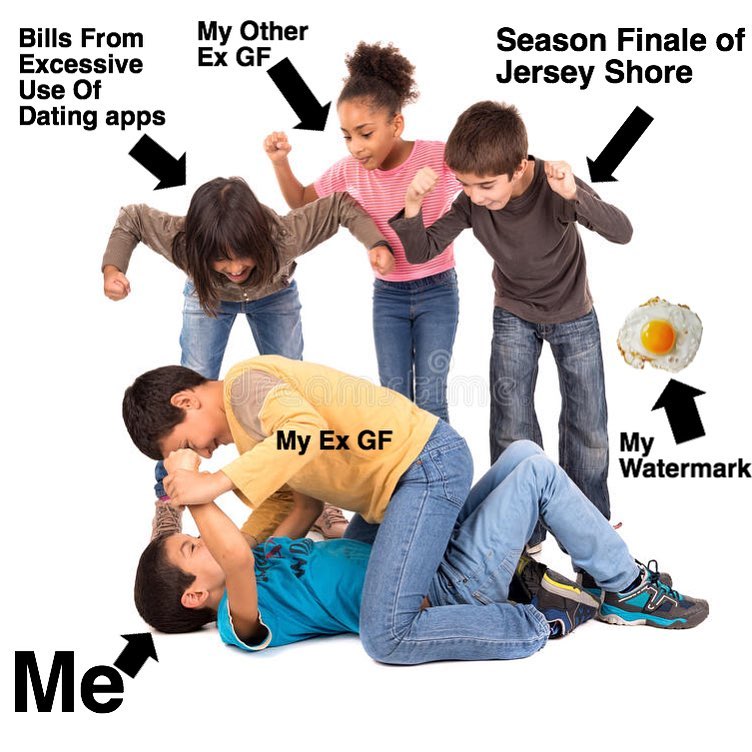 Bills From
Excessive
Use Of
Dating apps
My Other
Ex GF
Season Finale of
Jersey Shore
dreamstime
My Ex GF
My
Watermark
Me